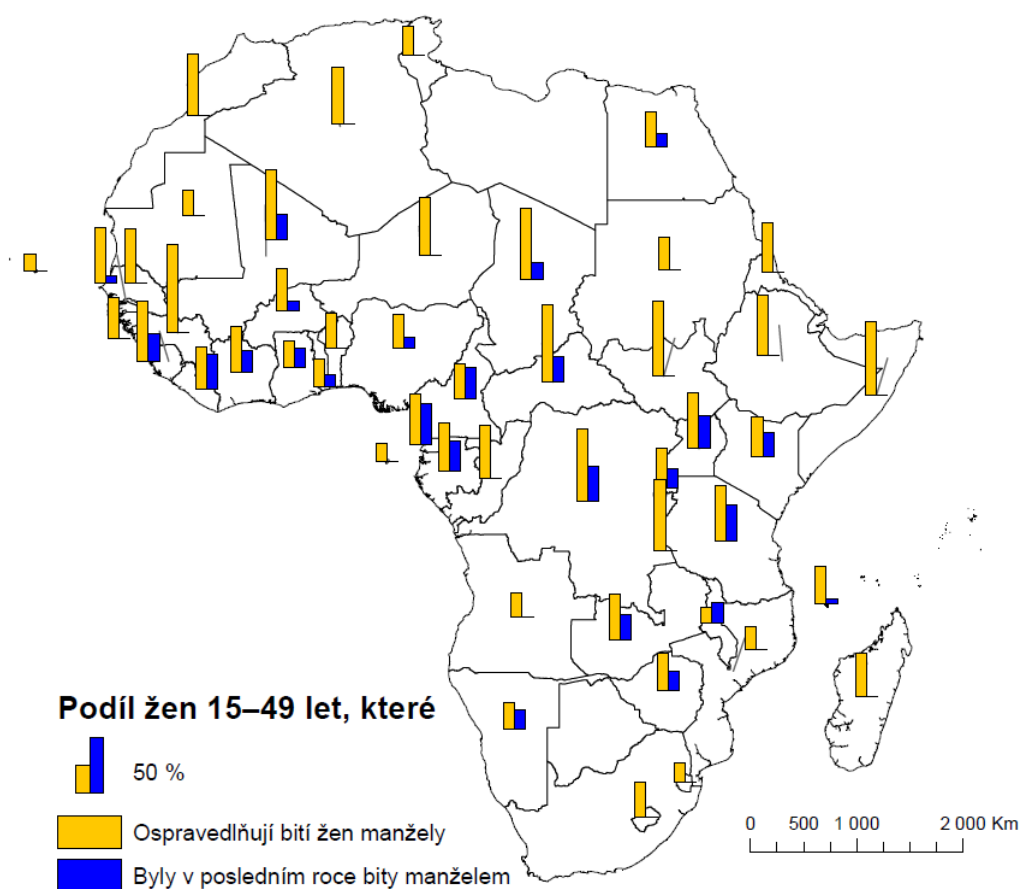 Podíl žen 15–49 let, které
50 %
Ospravedlňují bití žen manžely
Byly v posledním roce bity manželem
0 500 1 000 2 000 Km